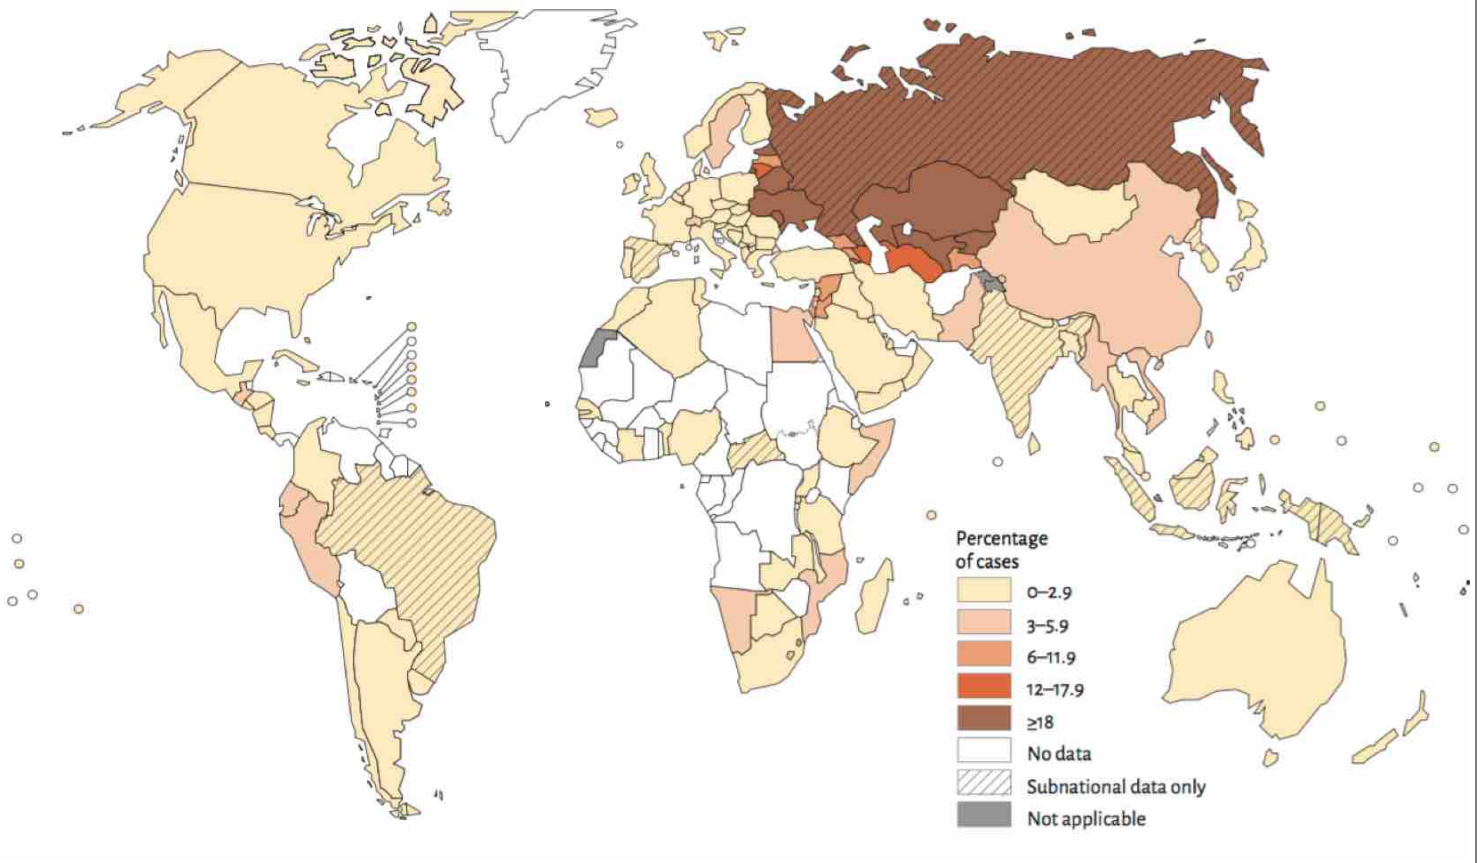 Percentage
of cases
0–2.9
3–5.9
6–11.9
12–17.9
≥18
No data
Subnational data only
Not applicable